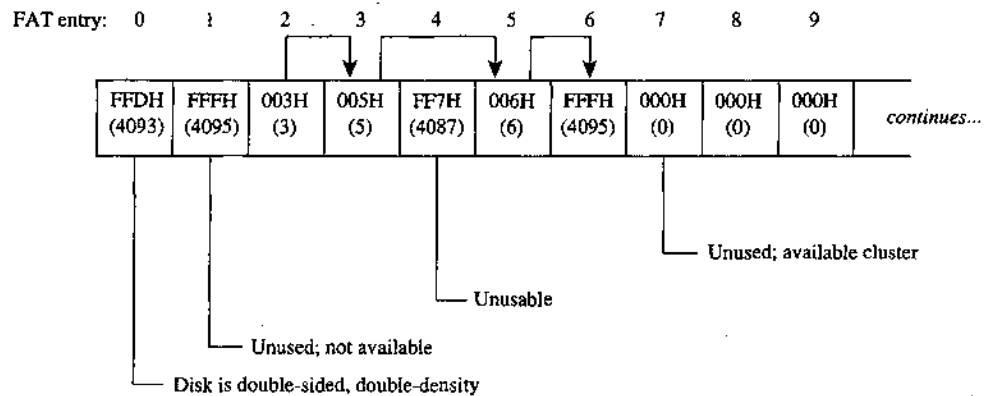 FAT entry: 0 1 2 3 4 5 6 7 8 9
FFDH FFFH 003H 005H FF7H 006H FFFH 000H 000H 000H
(4093) (4095) (3) (5) (4087) (6) (4095) (0) (0) (0)
continues...
Unused; available cluster
Unusable
Unused; not available
Disk is double-sided, double-density